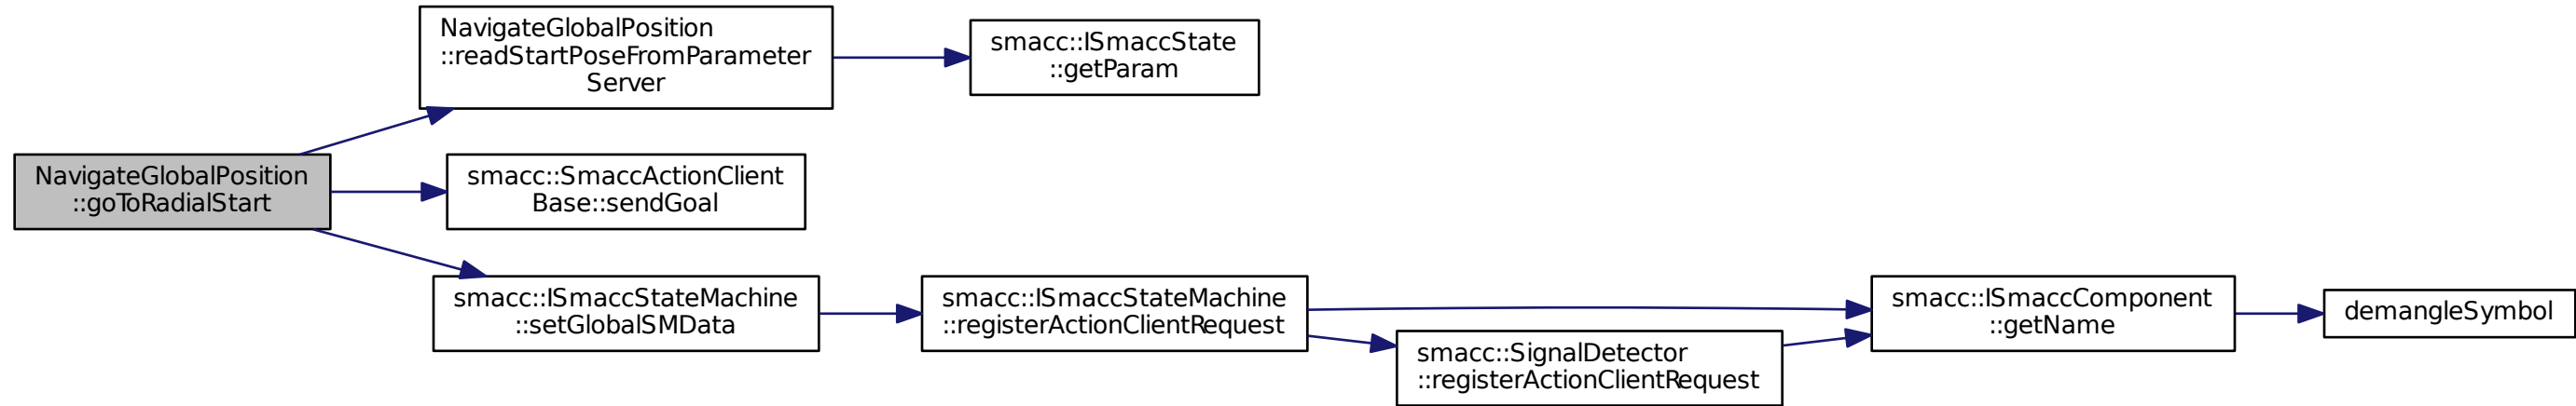 NavigateGlobalPosition
::readStartPoseFromParameter
Server
smacc::ISmaccState
::getParam
NavigateGlobalPosition
::goToRadialStart
smacc::SmaccActionClient
Base::sendGoal
smacc::ISmaccStateMachine
::setGlobalSMData
smacc::ISmaccStateMachine
::registerActionClientRequest
smacc::SignalDetector
::registerActionClientRequest
smacc::ISmaccComponent
::getName
demangleSymbol